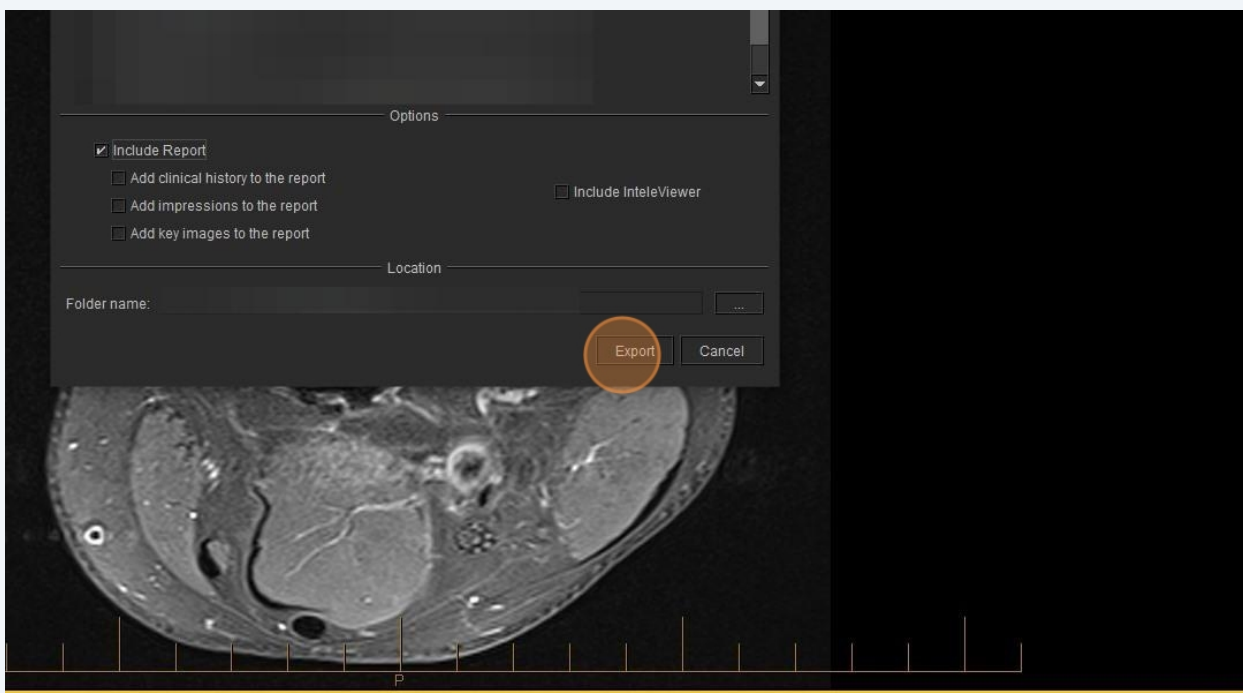 Options
Include Report
Add clinical history to the report
Include InteleViewer
Add impressions to the report
Add key images to the report
Location
Folder name:
...
Export Cancel
P